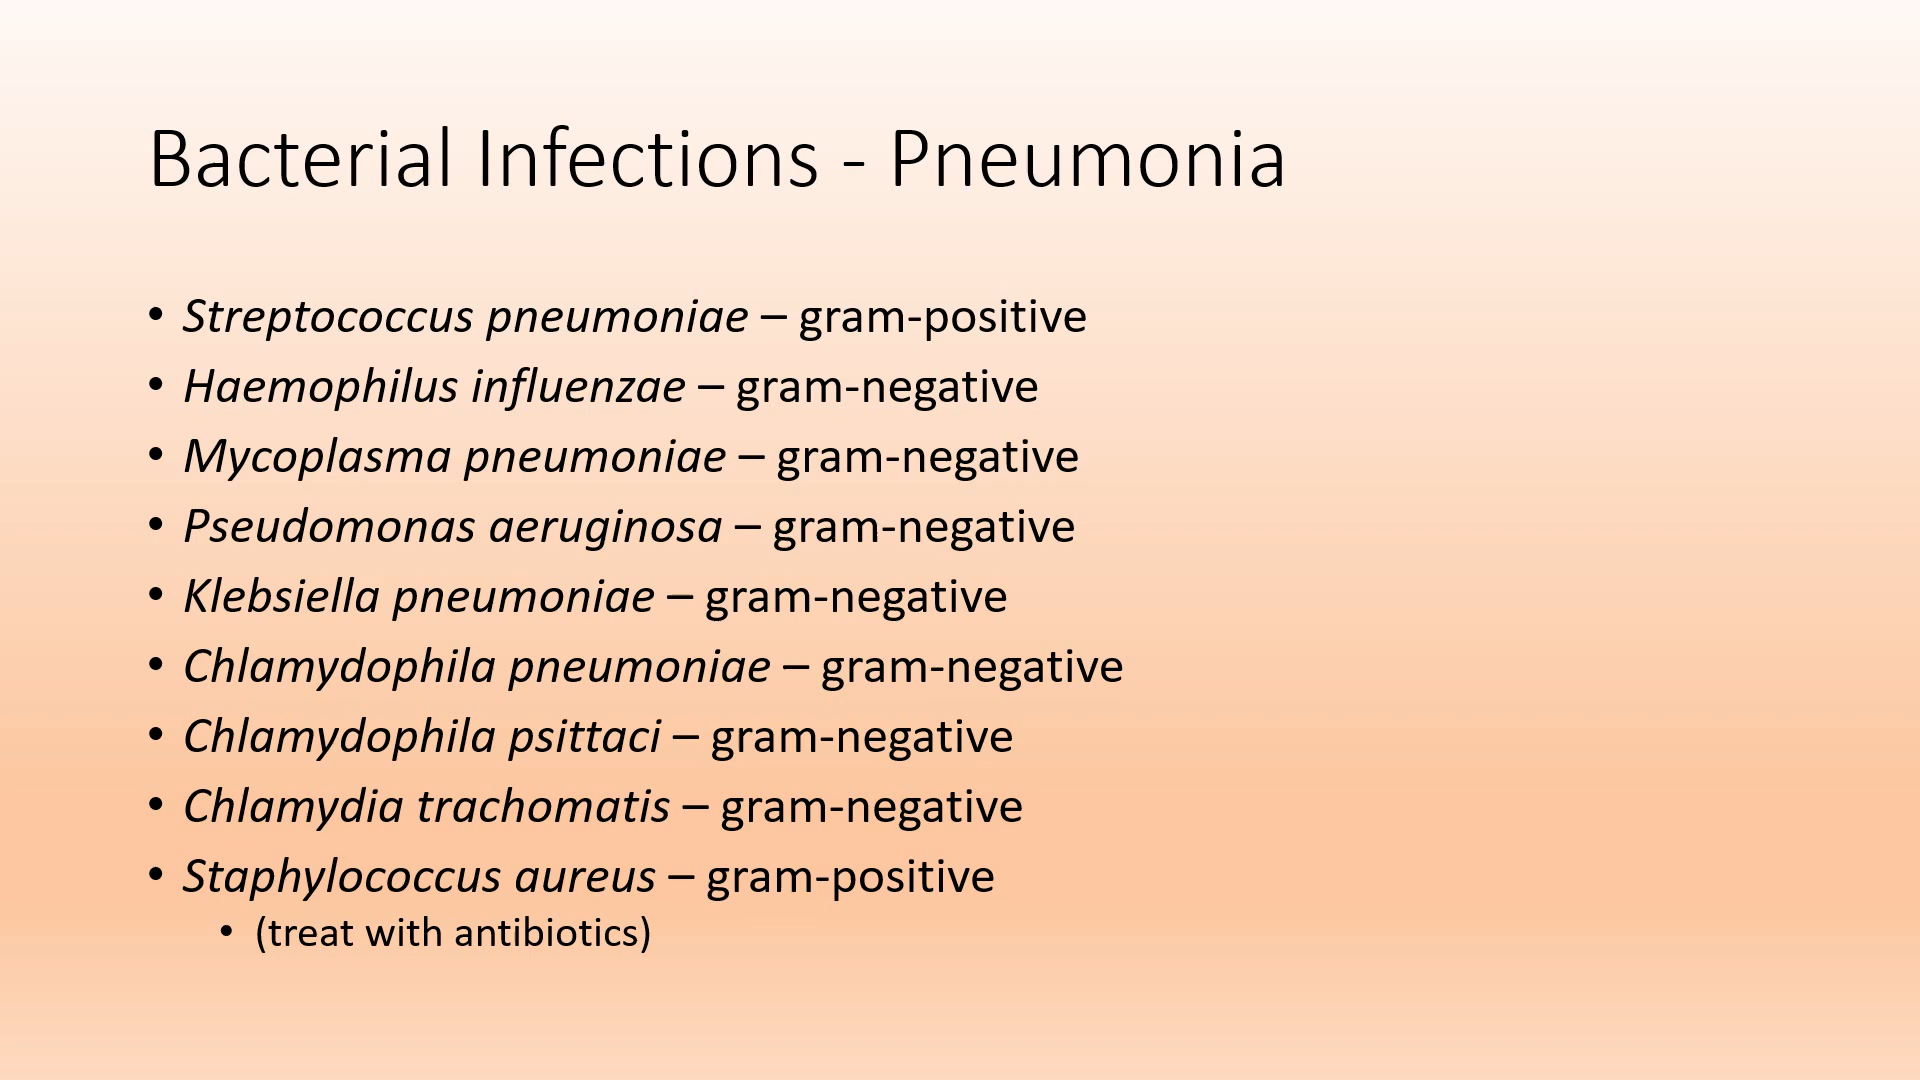 Bacterial Infections - Pneumonia
• Streptococcus pneumoniae – gram-positive
• Haemophilus influenzae – gram-negative
• Mycoplasma pneumoniae – gram-negative
• Pseudomonas aeruginosa – gram-negative
• Klebsiella pneumoniae – gram-negative
• Chlamydophila pneumoniae – gram-negative
• Chlamydophila psittaci – gram-negative
• Chlamydia trachomatis – gram-negative
• Staphylococcus aureus – gram-positive
• (treat with antibiotics)